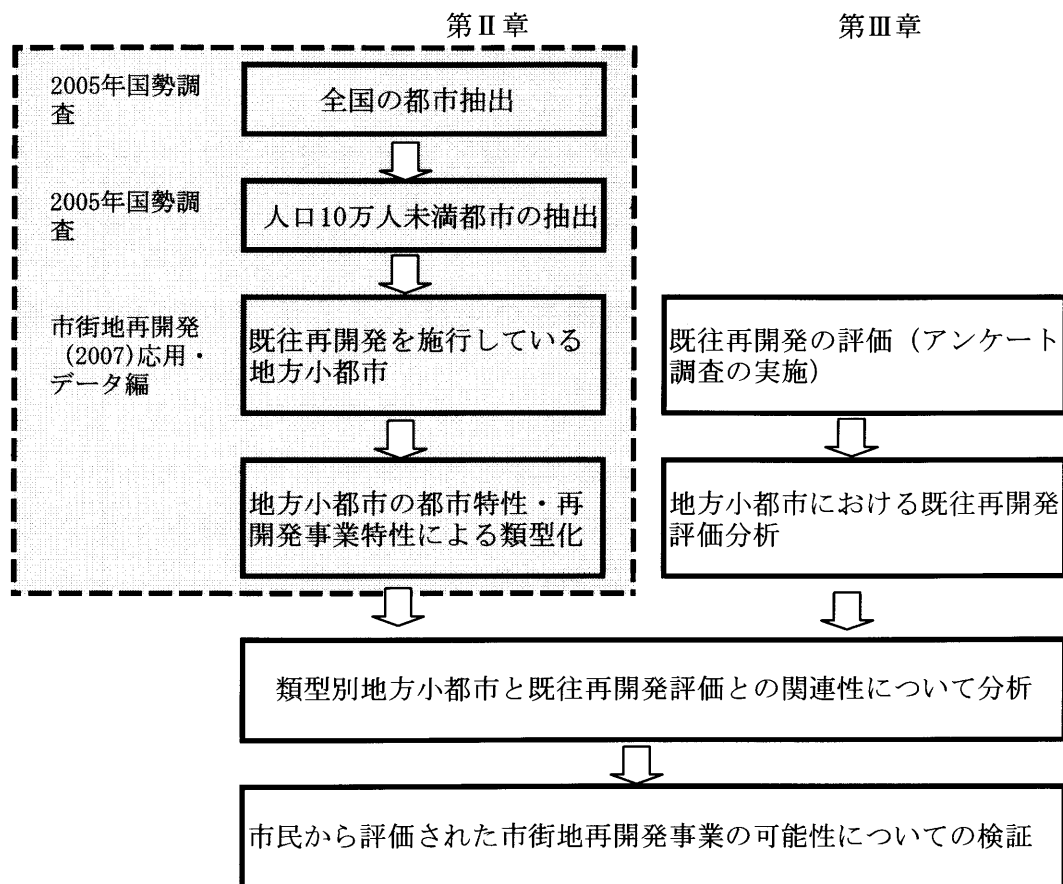 第Ⅱ章
第Ⅲ章
2005年国勢調
査
全国の都市抽出
2005年国勢調
査
人口10万人未満都市の抽出
市街地再開発
(2007)応用・
データ編
既往再開発を施行している
地方小都市
既往再開発の評価（アンケート
調査の実施）
地方小都市の都市特性・再
開発事業特性による類型化
地方小都市における既往再開発
評価分析
類型別地方小都市と既往再開発評価との関連性について分析
市民から評価された市街地再開発事業の可能性についての検証